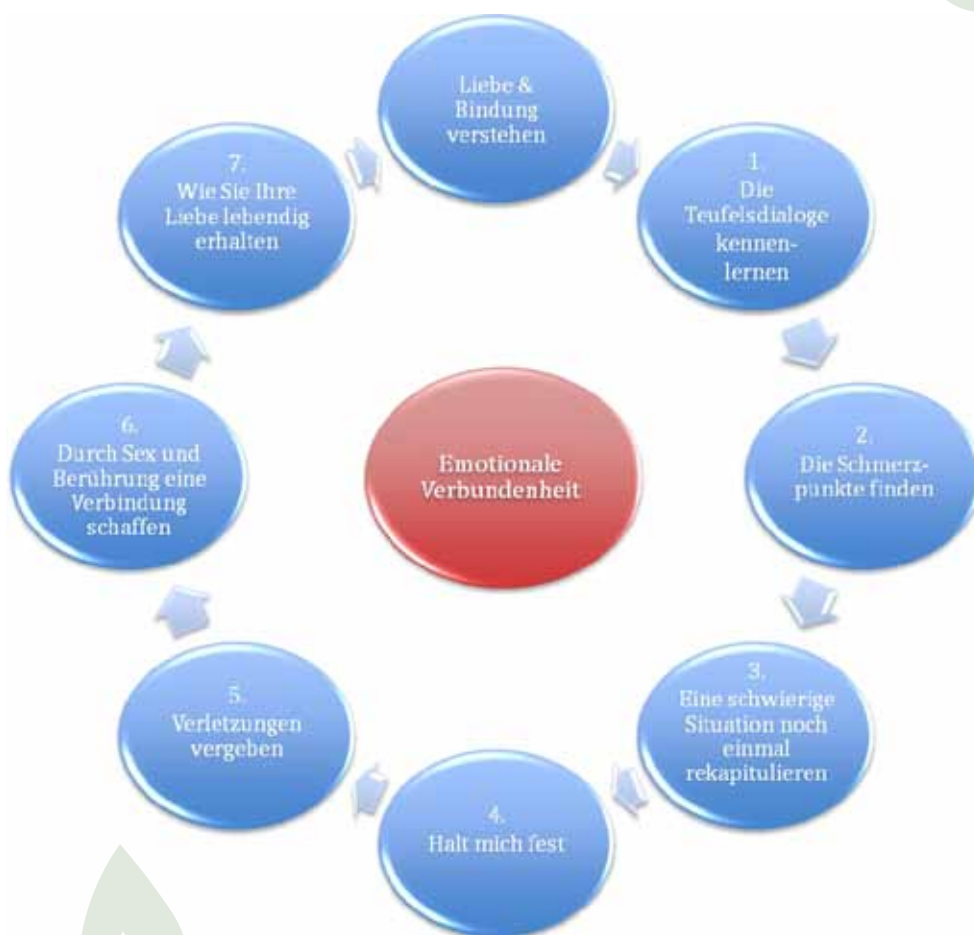 Liebe &
Bindung
verstehen
1.
Die
Teufelsdialoge
kennen-
lernen
2.
Die Schmerz-
punkte finden
3.
Eine schwierige
Situation noch
einmal
rekapitulieren
4.
Halt mich fest
5.
Verletzungen
vergeben
6.
Durch Sex und
Berührung eine
Verbindung
schaffen
7.
Wie Sie Ihre
Liebe lebendig
erhalten
Emotionale
Verbundenheit